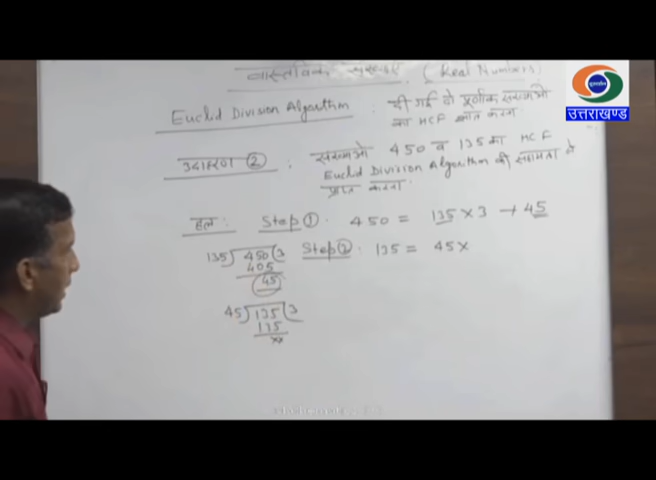 वास्तविक संख्याएं (Real Numbers)
उत्तराखण्ड
Euclid Division Algorithm : दी गई दो पूर्णांक संख्याओं
का HCF ज्ञात करना
उदाहरण ② : संख्याओं 450 व 135 का HCF
Euclid Division Algorithm की सहायता से
प्राप्त करना.
हल: Step ① . 450 = 135 × 3 → 45
135) 450 (3 Step ② . 135 = 45 ×
405
45
45) 135 (3
135
××